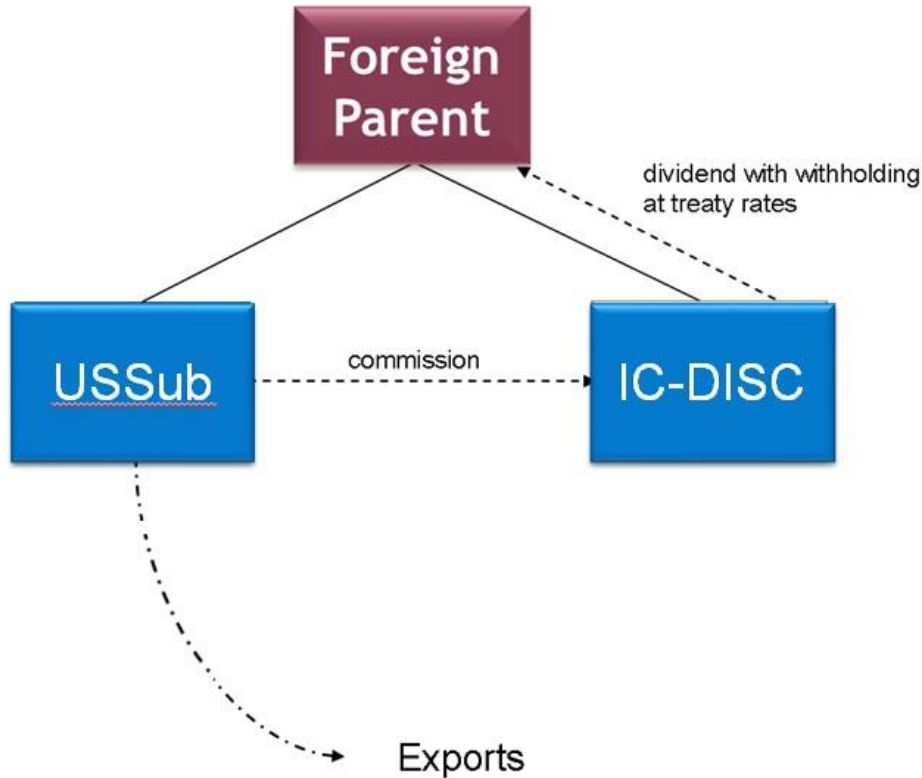 Foreign
Parent
dividend with withholding
at treaty rates
USSub
commission
IC-DISC
Exports